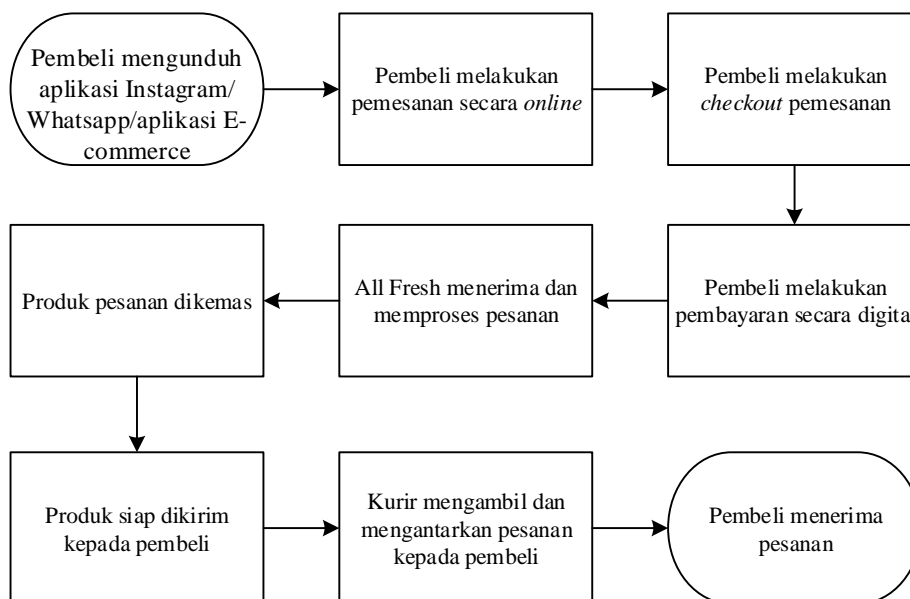 Pembeli mengunduh
aplikasi Instagram/
Whatsapp/aplikasi E-
commerce
Pembeli melakukan
pemesanan secara online
Pembeli melakukan
checkout pemesanan
Pembeli melakukan
pembayaran secara digital
All Fresh menerima dan
memproses pesanan
Produk pesanan dikemas
Produk siap dikirim
kepada pembeli
Kurir mengambil dan
mengantarkan pesanan
kepada pembeli
Pembeli menerima
pesanan